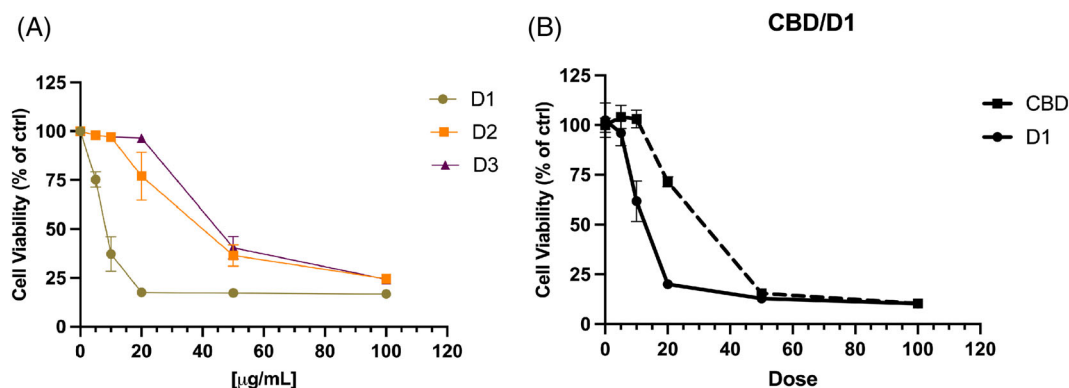 (A)
Cell Viability (% of ctrl)
125
100
75
50
25
0
0 20 40 60 80 100 120
[μg/mL]
D1
D2
D3
(B)
CBD/D1
Cell Viability (% of ctrl)
125
100
75
50
25
0
0 20 40 60 80 100 120
Dose
CBD
D1